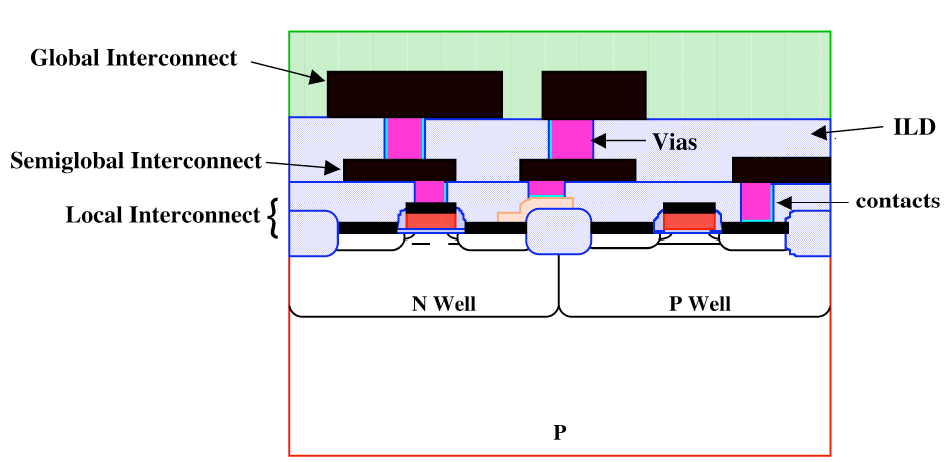 Global Interconnect
ILD
Vias
Semiglobal Interconnect
contacts
Local Interconnect {
N Well
P Well
P